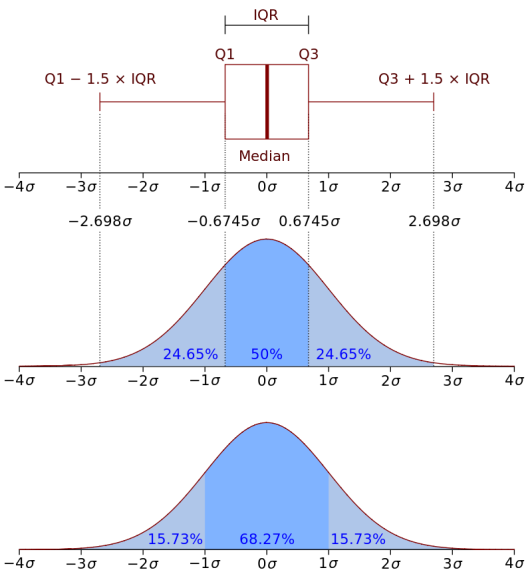 IQR
Q1 Q3
Q1 − 1.5 × IQR Q3 + 1.5 × IQR
Median
−4σ −3σ −2σ −1σ 0σ 1σ 2σ 3σ 4σ
−2.698σ −0.6745σ 0.6745σ 2.698σ
24.65% 50% 24.65%
−4σ −3σ −2σ −1σ 0σ 1σ 2σ 3σ 4σ
15.73% 68.27% 15.73%
−4σ −3σ −2σ −1σ 0σ 1σ 2σ 3σ 4σ